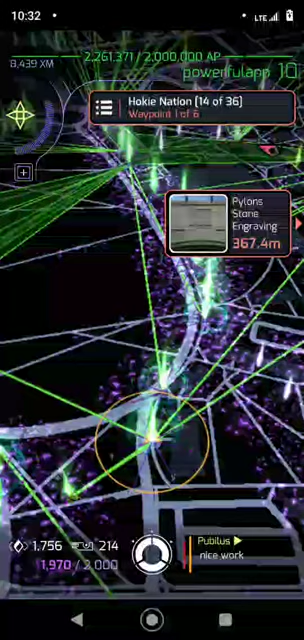 10:32
LTE
2,261,371 / 2,000,000 AP
8,439 XM
powerfulapp 10
Hokie Nation (14 of 36)
Waypoint 1 of 6
Pylons
Stone
Engraving
367.4m
1,756
214
1,970 / 2,000
Pubilus
nice work